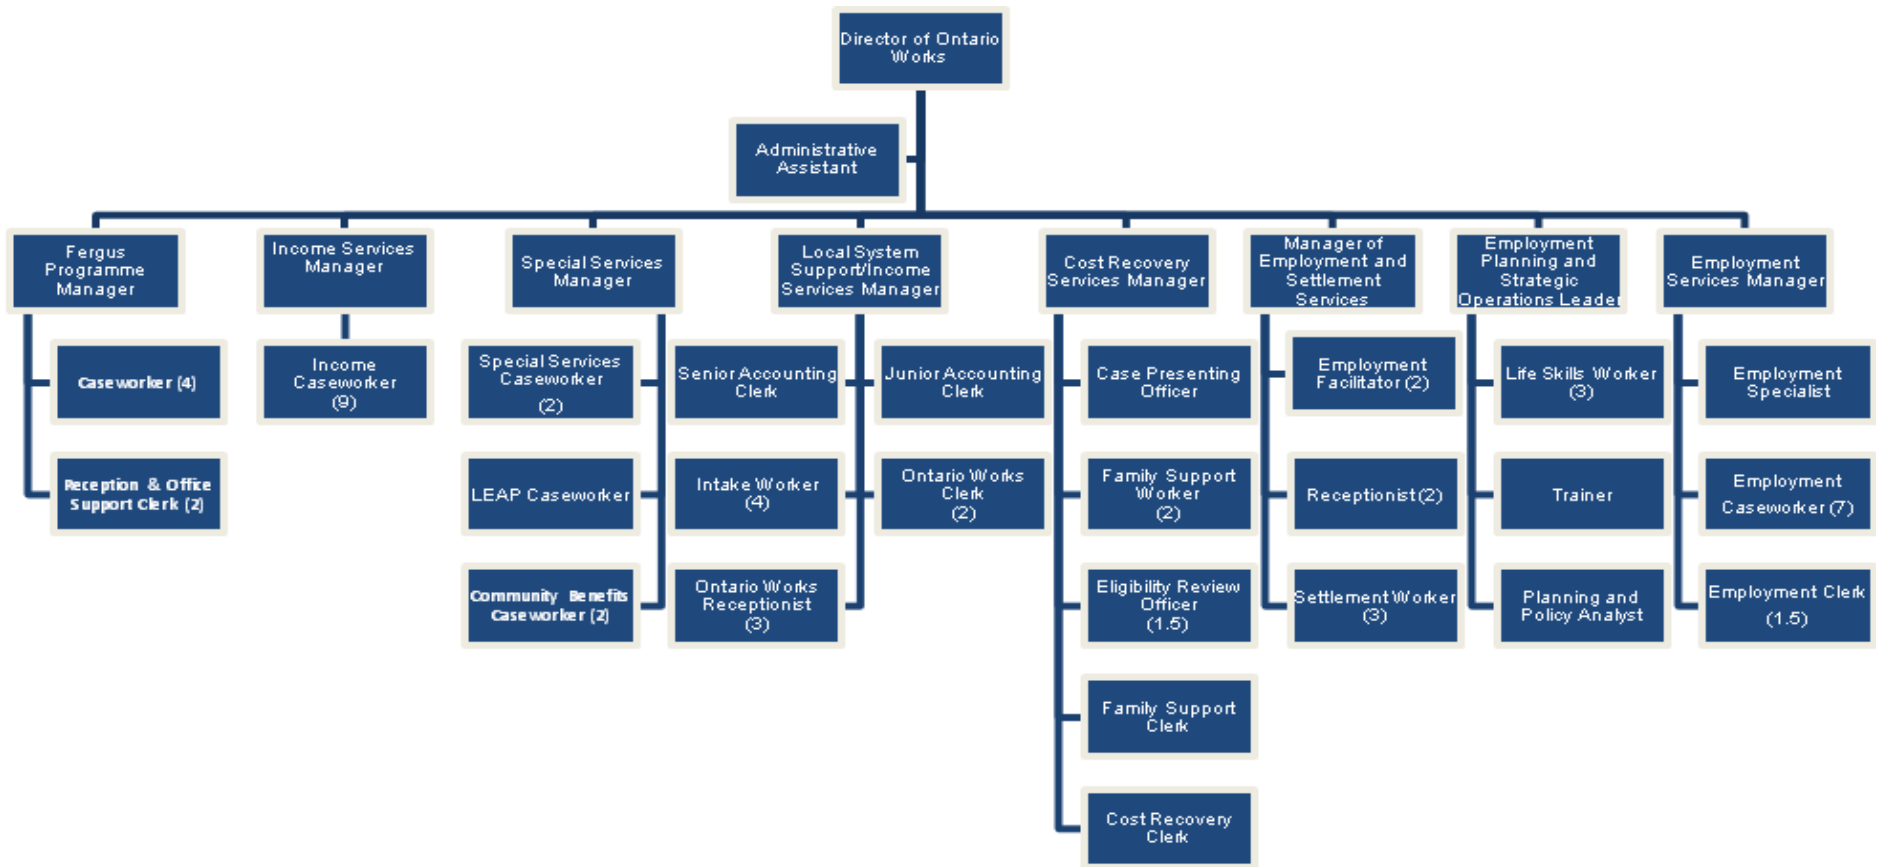 Director of Ontario
Works
Administrative
Assistant
Fergus
Programme
Manager
Income Services
Manager
Special Services
Manager
Local System
Support/Income
Services Manager
Cost Recovery
Services Manager
Manager of
Employment and
Settlement
Services
Employment
Planning and
Strategic
Operations Leader
Employment
Services Manager
Caseworker (4)
Income
Caseworker
(9)
Special Services
Caseworker
(2)
Senior Accounting
Clerk
Junior Accounting
Clerk
Case Presenting
Officer
Employment
Facilitator (2)
Life Skills Worker
(3)
Employment
Specialist
Reception & Office
Support Clerk (2)
LEAP Caseworker
Intake Worker
(4)
Ontario Works
Clerk
(2)
Family Support
Worker
(2)
Receptionist (2)
Trainer
Employment
Caseworker (7)
Community Benefits
Caseworker (2)
Ontario Works
Receptionist
(3)
Eligibility Review
Officer
(1.5)
Settlement Worker
(3)
Planning and
Policy Analyst
Employment Clerk
(1.5)
Family Support
Clerk
Cost Recovery
Clerk